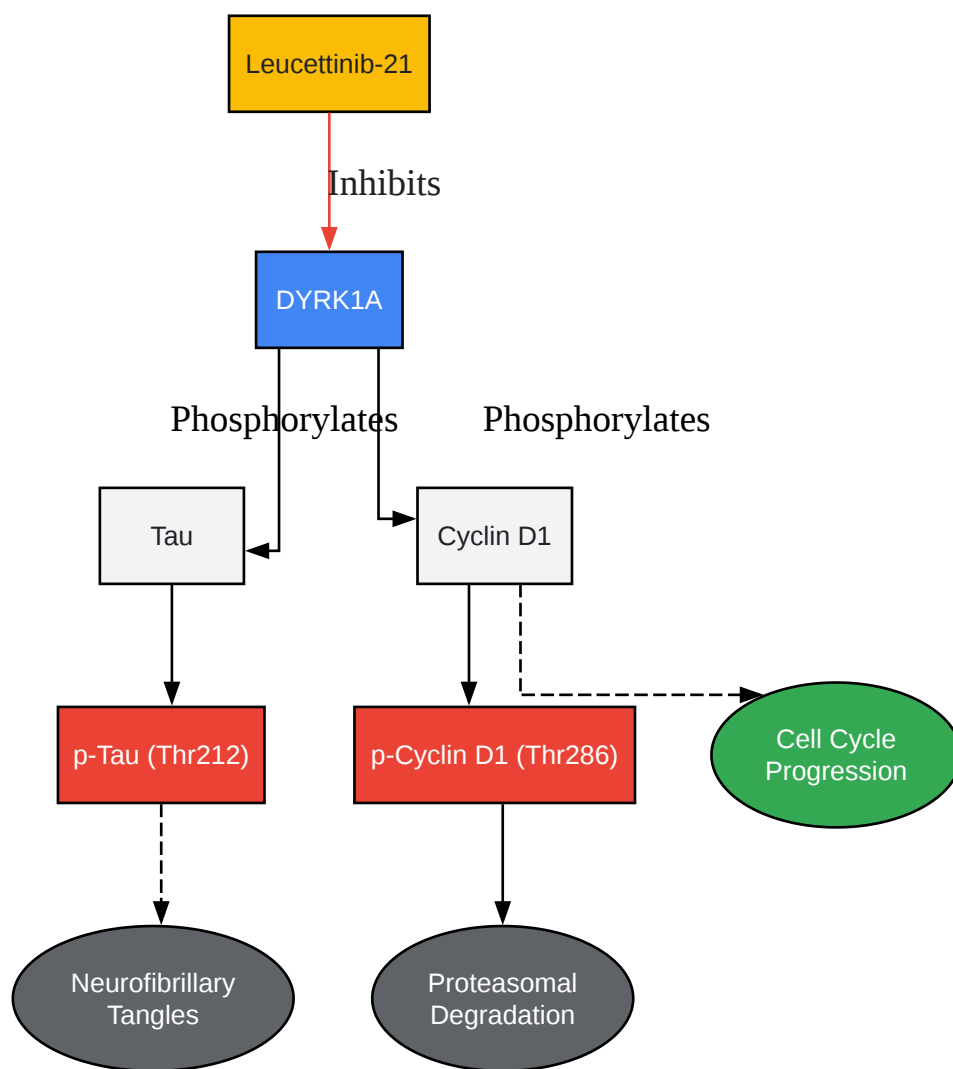 Leucettinib-21
Inhibits
DYRK1A
Phosphorylates
Phosphorylates
Tau
Cyclin D1
p-Tau (Thr212)
p-Cyclin D1 (Thr286)
Cell Cycle
Progression
Neurofibrillary
Tangles
Proteasomal
Degradation